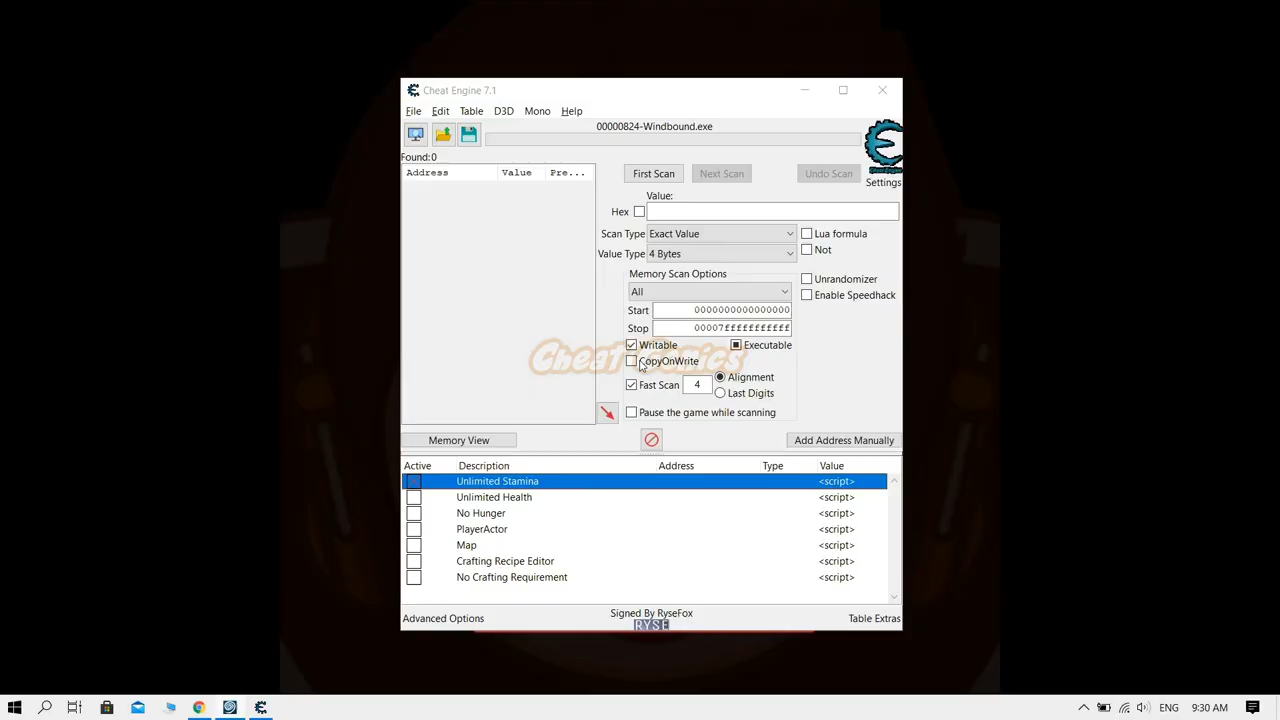 Cheat Engine 7.1
File Edit Table D3D Mono Help
00000824-Windbound.exe
Found:0
Settings
Address Value Pre...
First Scan Next Scan Undo Scan
Value:
Hex
Scan Type Exact Value
Lua formula
Value Type 4 Bytes
Not
Memory Scan Options
All
Unrandomizer
Enable Speedhack
Start 0000000000000000
Stop 00007fffffffffff
Writable Executable
CopyOnWrite
Cheat Genics
Fast Scan 4 Alignment
Last Digits
Pause the game while scanning
Memory View Add Address Manually
Active Description Address Type Value
Unlimited Stamina <script>
Unlimited Health <script>
No Hunger <script>
PlayerActor <script>
Map <script>
Crafting Recipe Editor <script>
No Crafting Requirement <script>
Advanced Options Signed By RyseFox Table Extras
RYSE
ENG 9:30 AM